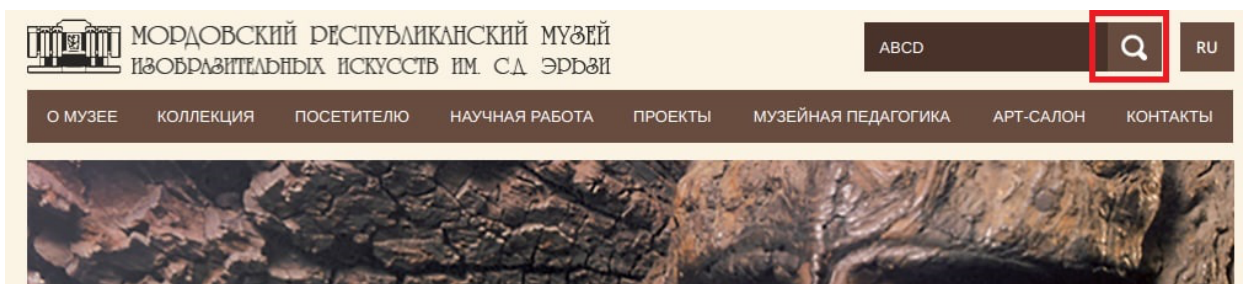 МОРДОВСКИЙ РЕСПУБЛИКАНСКИЙ МУЗЕЙ
ИЗОБРАЗИТЕЛЬНЫХ ИСКУССТВ ИМ. С.Д. ЭРЬЗИ
ABCD
RU
О МУЗЕЕ КОЛЛЕКЦИЯ ПОСЕТИТЕЛЮ НАУЧНАЯ РАБОТА ПРОЕКТЫ МУЗЕЙНАЯ ПЕДАГОГИКА АРТ-САЛОН КОНТАКТЫ